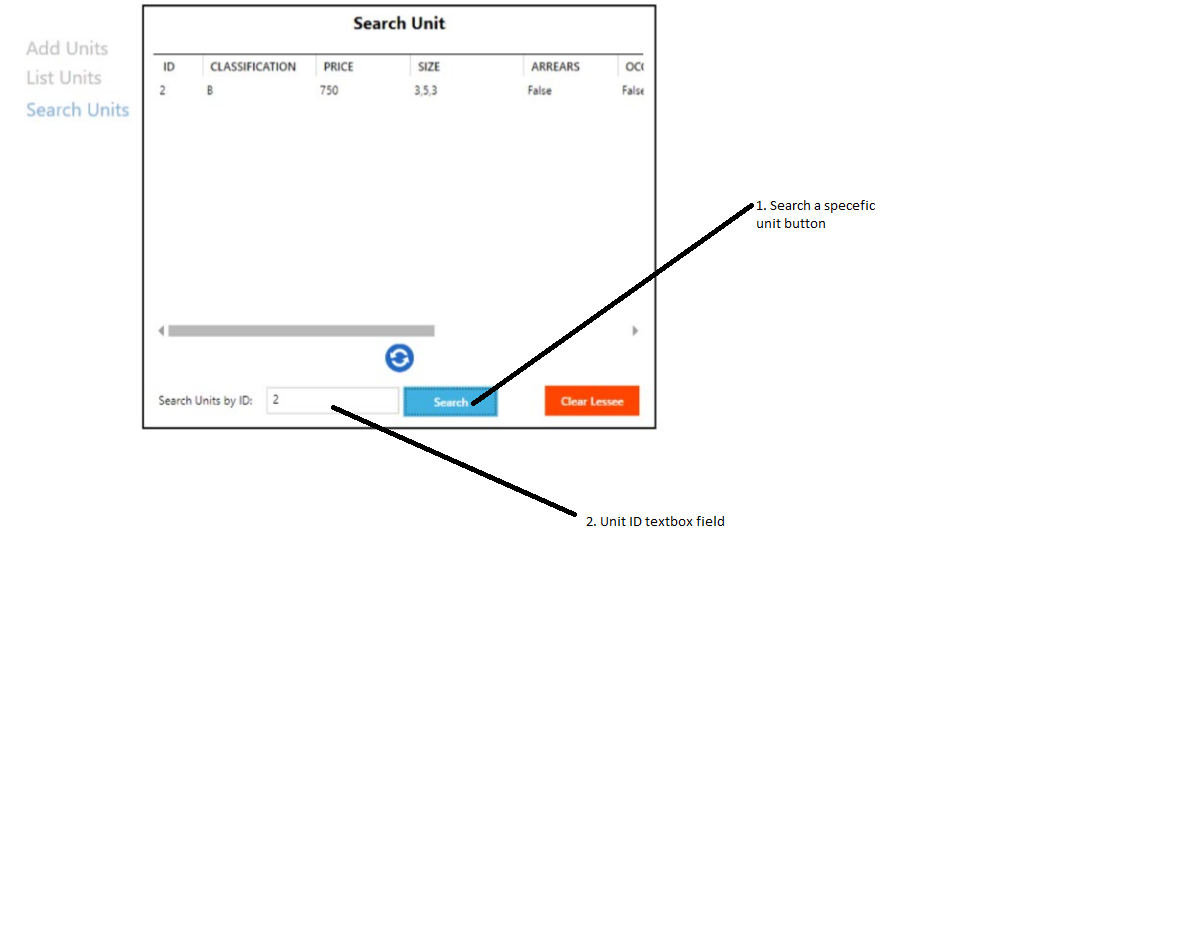 Search Unit
Add Units
List Units
Search Units
ID CLASSIFICATION PRICE SIZE ARREARS OC
2 B 750 3,5,3 False False
1. Search a specefic
unit button
Search Units by ID: 2 Search Clear Lessee
2. Unit ID textbox field